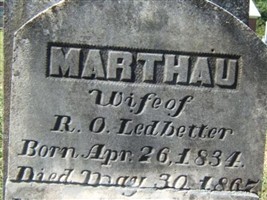 MARTHA U
Wife of
R. O. Ledbetter
Born Apr. 26, 1834.
Died May 30, 1867